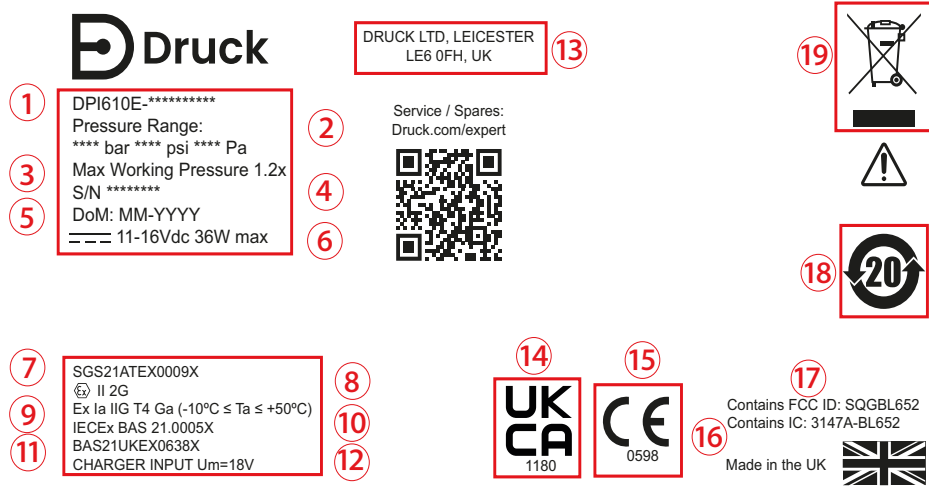 Druck
DRUCK LTD, LEICESTER
LE6 0FH, UK
13
19
1
DPI610E-**********
Pressure Range:
2
**** bar **** psi **** Pa
3
Max Working Pressure 1.2x
S/N ********
4
5
DoM: MM-YYYY
11-16Vdc 36W max
6
Service / Spares:
Druck.com/expert
18
20
7
SGS21ATEX0009X
Ex II 2G
8
9
Ex Ia IIG T4 Ga (-10ºC ≤ Ta ≤ +50ºC)
IECEx BAS 21.0005X
10
11
BAS21UKEX0638X
CHARGER INPUT Um=18V
12
14
UK
CA
1180
15
CE
0598
16
17
Contains FCC ID: SQGBL652
Contains IC: 3147A-BL652
Made in the UK